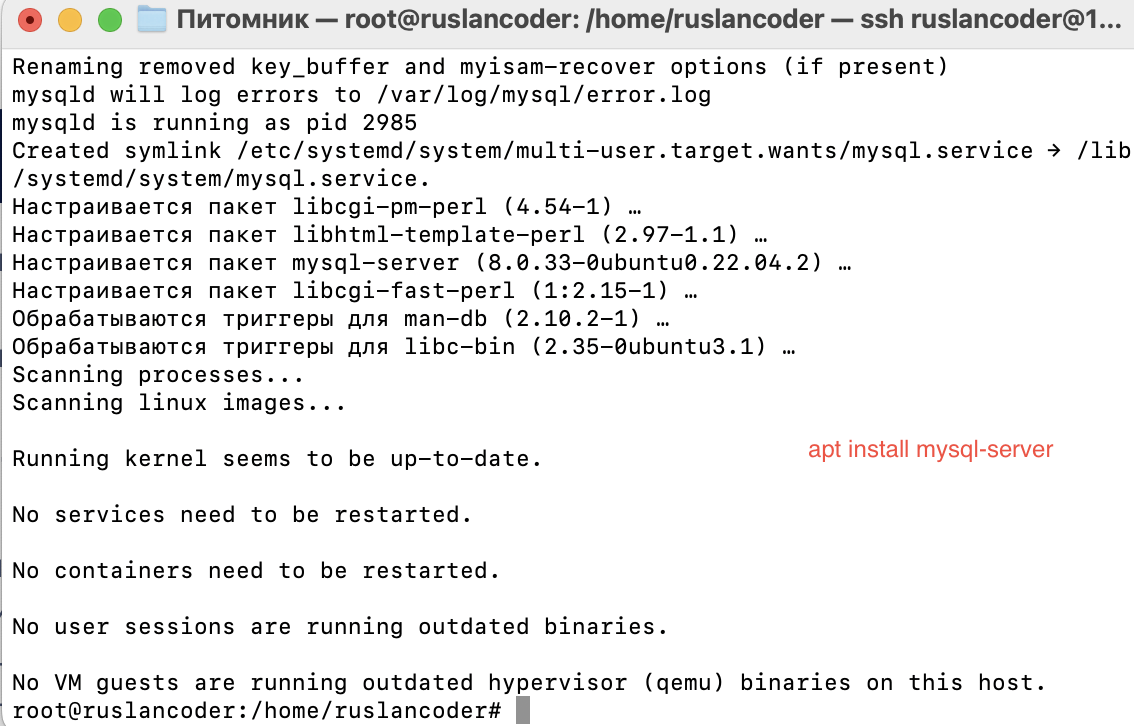 Питомник — root@ruslancoder: /home/ruslancoder — ssh ruslancoder@1...
Renaming removed key_buffer and myisam-recover options (if present)
mysqld will log errors to /var/log/mysql/error.log
mysqld is running as pid 2985
Created symlink /etc/systemd/system/multi-user.target.wants/mysql.service → /lib
/systemd/system/mysql.service.
Настраивается пакет libcgi-pm-perl (4.54-1) …
Настраивается пакет libhtml-template-perl (2.97-1.1) …
Настраивается пакет mysql-server (8.0.33-0ubuntu0.22.04.2) …
Настраивается пакет libcgi-fast-perl (1:2.15-1) …
Обрабатываются триггеры для man-db (2.10.2-1) …
Обрабатываются триггеры для libc-bin (2.35-0ubuntu3.1) …
Scanning processes...
Scanning linux images...
apt install mysql-server
Running kernel seems to be up-to-date.
No services need to be restarted.
No containers need to be restarted.
No user sessions are running outdated binaries.
No VM guests are running outdated hypervisor (qemu) binaries on this host.
root@ruslancoder:/home/ruslancoder#